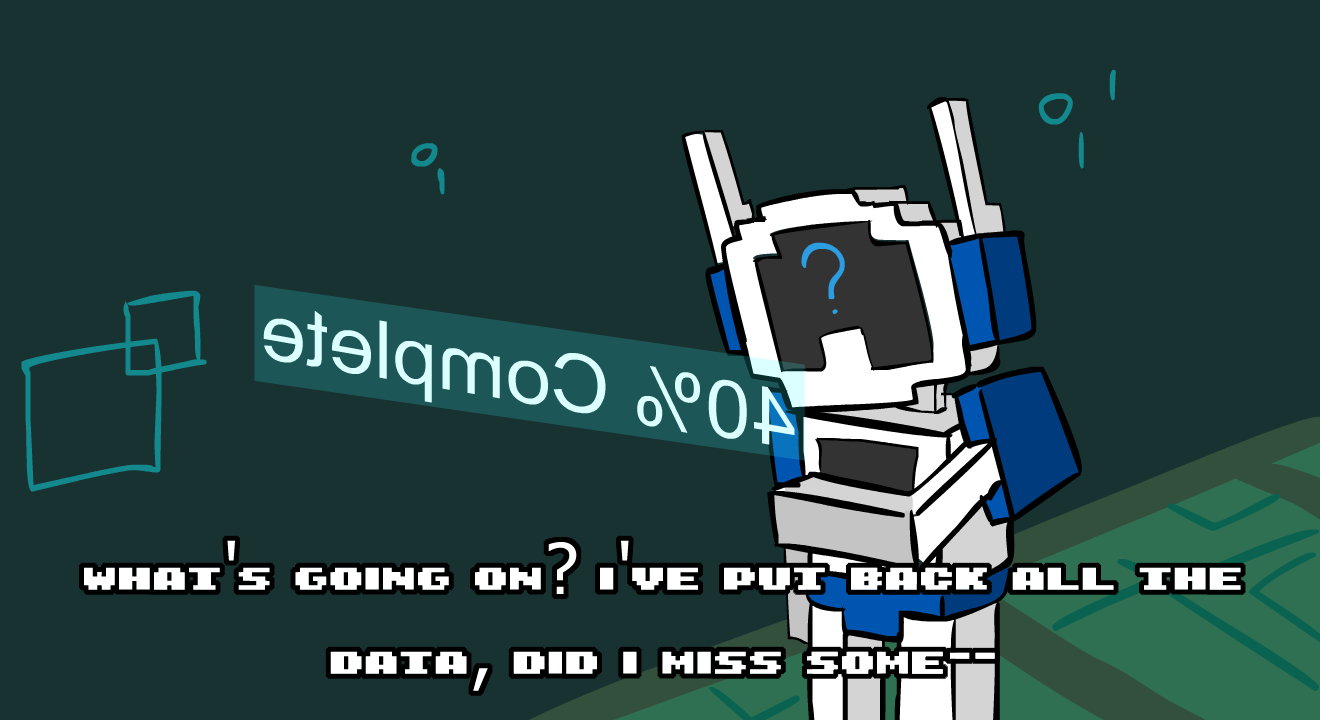 ?
40% Complete
WHAT'S GOING ON? I'VE PUT BACK ALL THE
DATA, DID I MISS SOME--